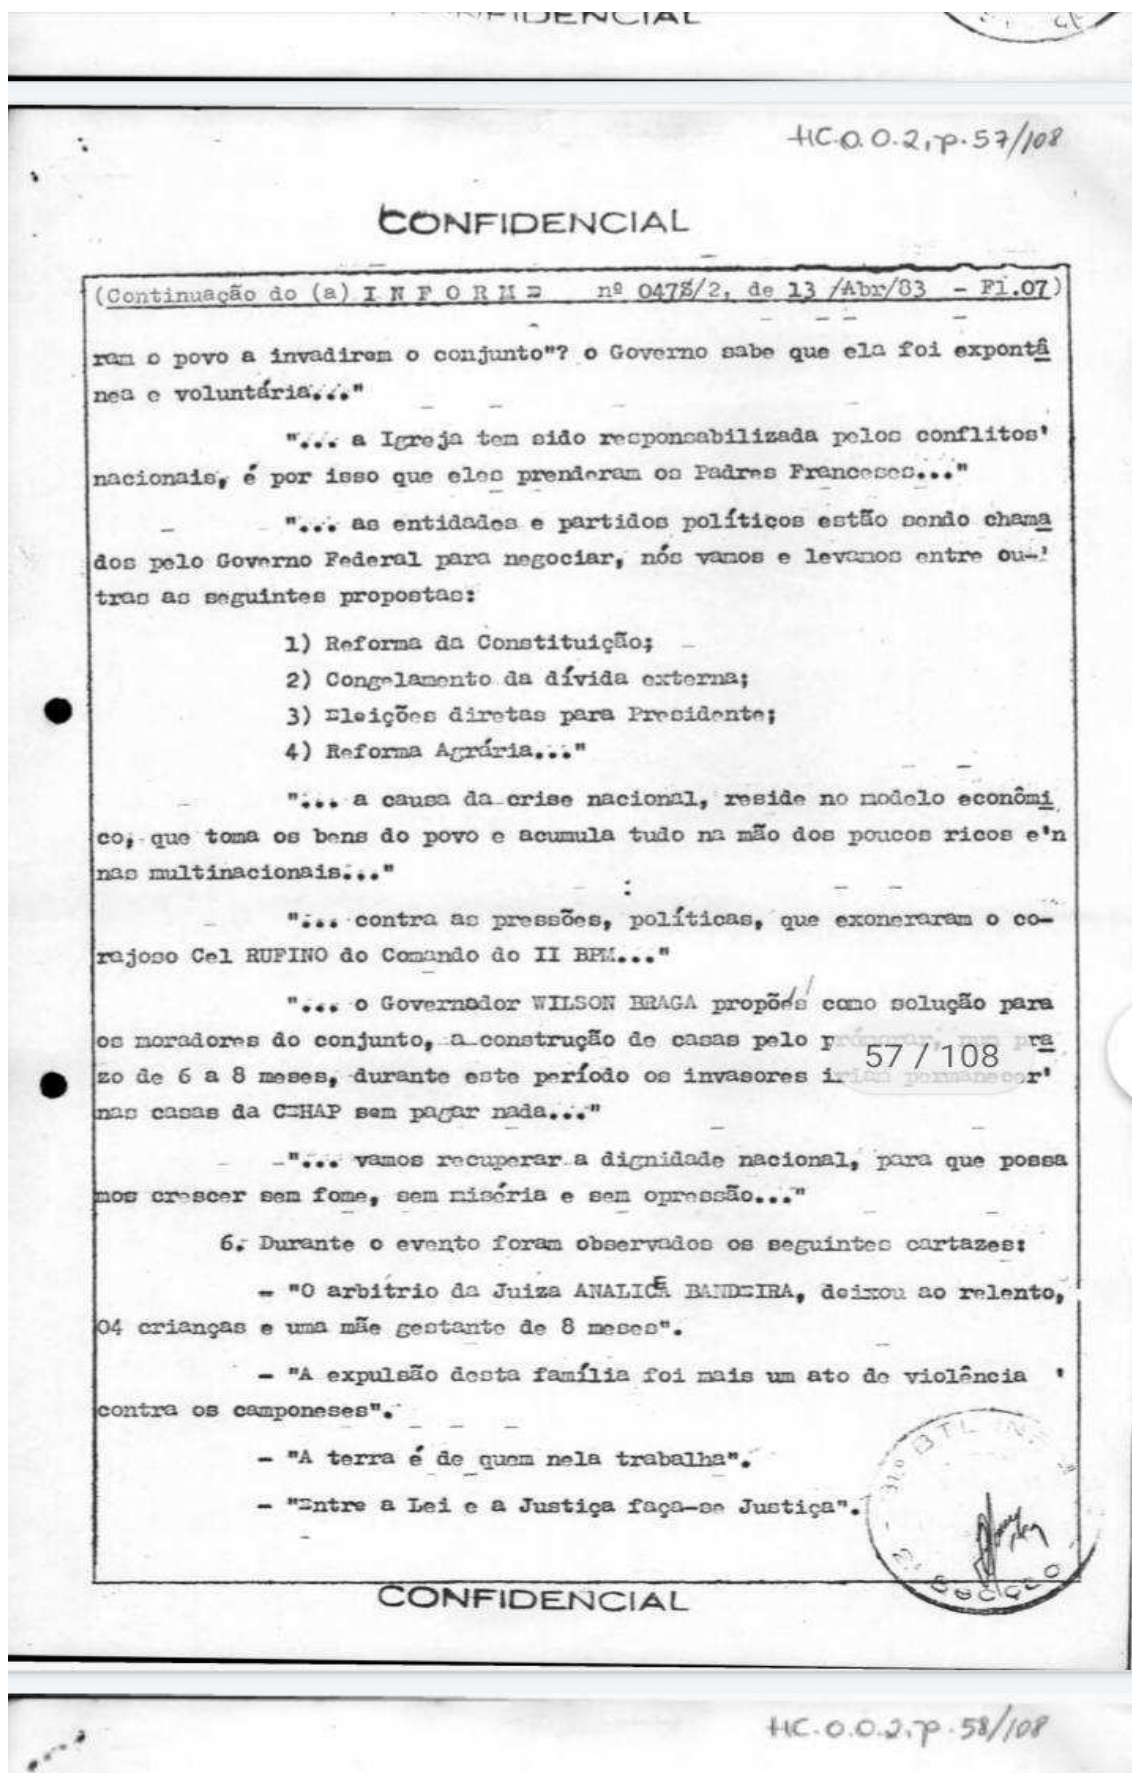 CONFIDENCIAL
HC.0.0.2, p.57/108
CONFIDENCIAL
(Continuação do (a) I N F O R M E nº 0478/2, de 13 /Abr/83 - Fl.07)
ram o povo a invadirem o conjunto"? o Governo sabe que ela foi expontâ
nea e voluntária..."
"... a Igreja tem sido responsabilizada pelos conflitos'
nacionais, é por isso que eles prenderam os Padres Franceses..."
"... as entidades e partidos políticos estão sendo chama
dos pelo Governo Federal para negociar, nós vamos e levamos entre ou-'
tras as seguintes propostas:
1) Reforma da Constituição;
2) Congelamento da dívida externa;
3) Eleições diretas para Presidente;
4) Reforma Agrária..."
"... a causa da crise nacional, reside no modelo econômi
co, que toma os bens do povo e acumula tudo na mão dos poucos ricos e'n
nas multinacionais..."
"... contra as pressões, políticas, que exoneraram o co-
rajoso Cel RUFINO do Comando do II BPM..."
"... o Governador WILSON BRAGA propões como solução para
os moradores do conjunto, a construção de casas pelo pra
57 / 108
zo de 6 a 8 meses, durante este período os invasores iriam permanecer'
nas casas da CEHAP sem pagar nada..."
"... vamos recuperar a dignidade nacional, para que possa
mos crescer sem fome, sem miséria e sem opressão..."
6. Durante o evento foram observados os seguintes cartazes:
- "O arbítrio da Juiza ANALICE BANDEIRA, deixou ao relento,
04 crianças e uma mãe gestante de 8 meses".
- "A expulsão desta família foi mais um ato de violência '
contra os camponeses".
- "A terra é de quem nela trabalha".
- "Entre a Lei e a Justiça faça-se Justiça".
BTL INF
SECÇÃO
CONFIDENCIAL
HC.0.0.2, p.58/108